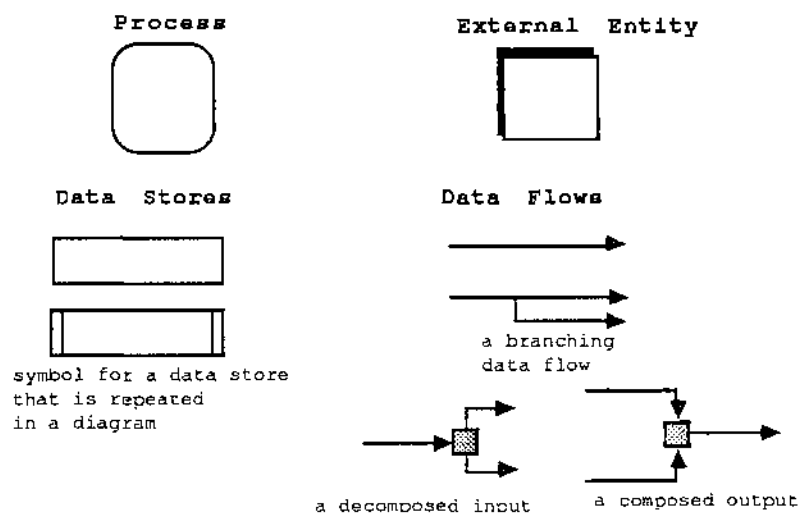 Process
External Entity
Data Stores
Data Flows
a branching
data flow
symbol for a data store
that is repeated
in a diagram
a decomposed input
a composed output